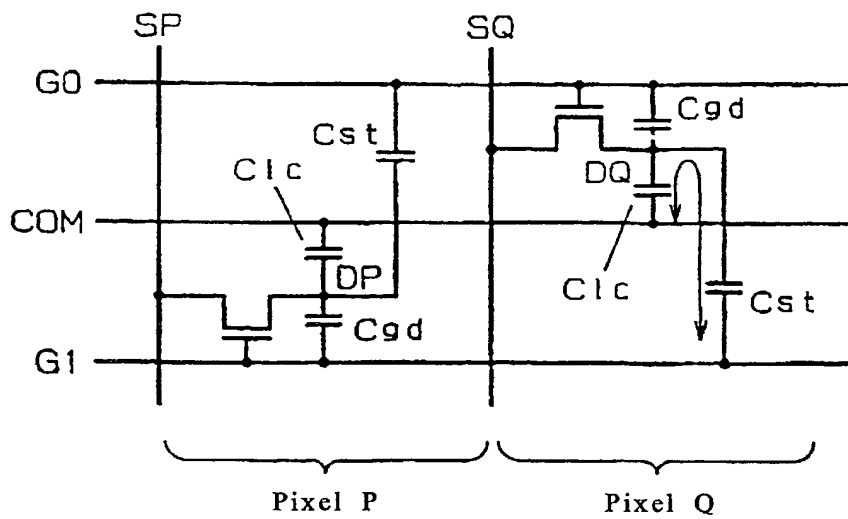 SP
SQ
G0
Cgd
Cst
DQ
Clc
COM
DP
Clc
Cst
Cgd
G1
Pixel P
Pixel Q